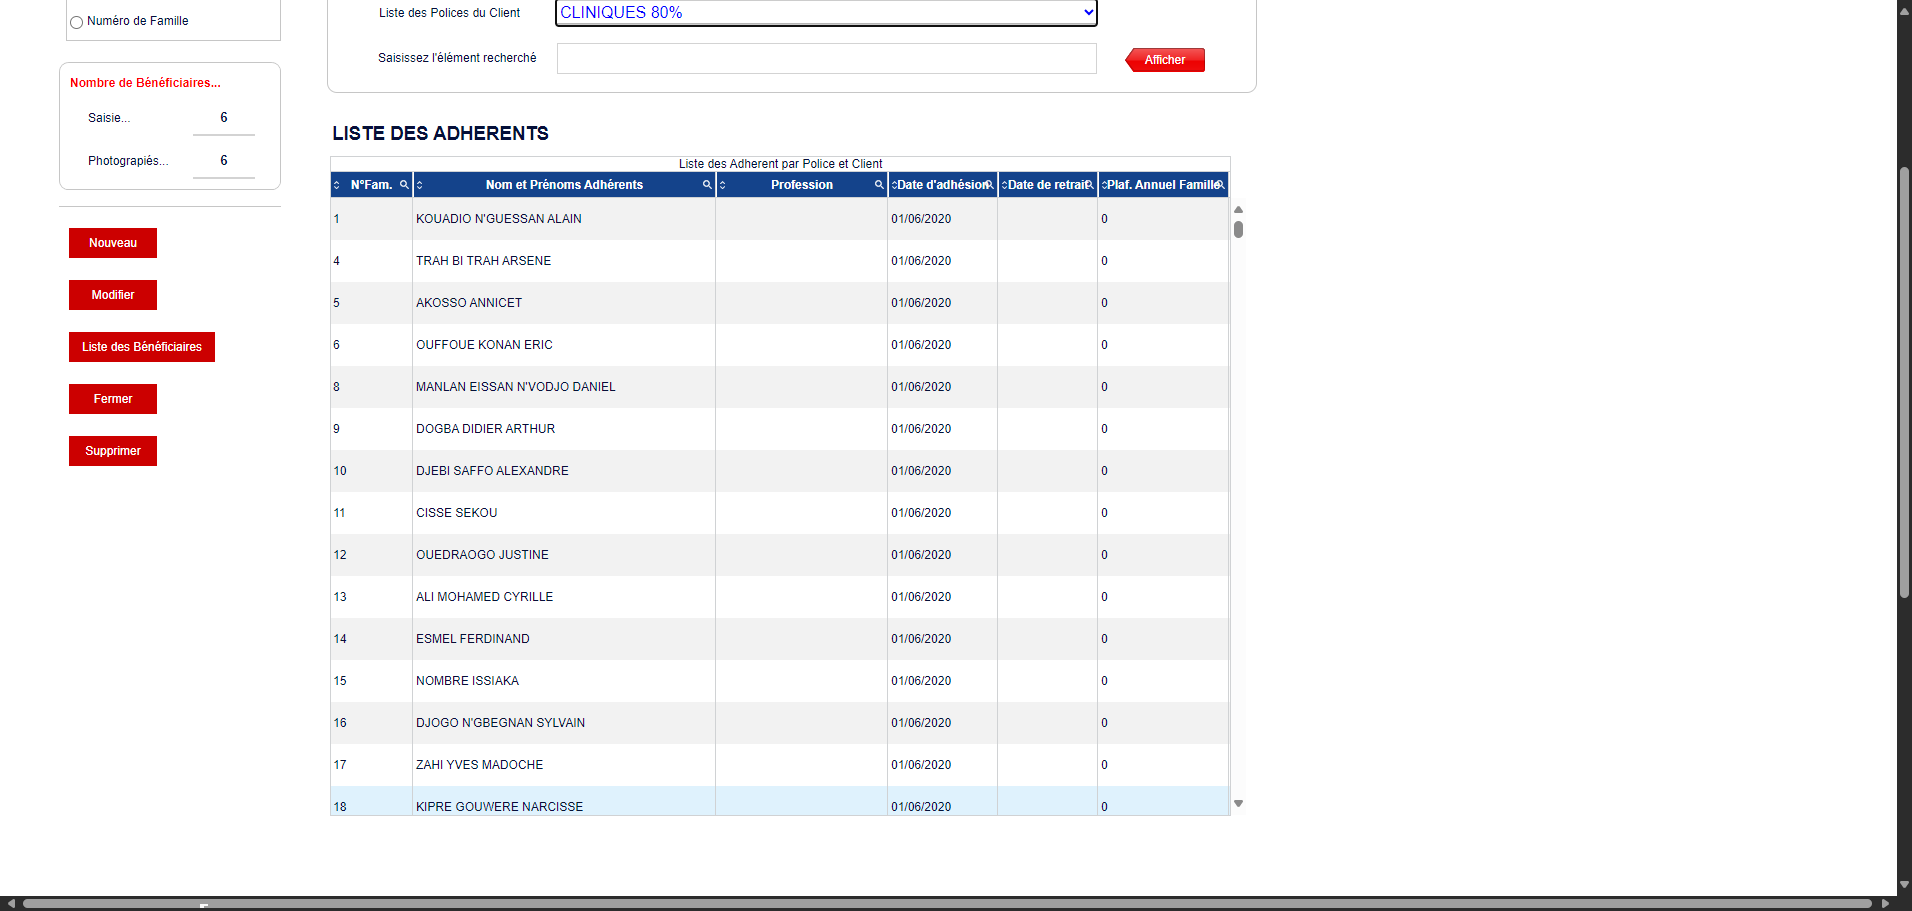 Numéro de Famille
Liste des Polices du Client
CLINIQUES 80%
Saisissez l'élément recherché
Afficher
Nombre de Bénéficiaires...
Saisie... 6
Photograpiés... 6
Nouveau
Modifier
Liste des Bénéficiaires
Fermer
Supprimer
LISTE DES ADHERENTS
Liste des Adherent par Police et Client
N°Fam. Nom et Prénoms Adhérents Profession Date d'adhésion Date de retrait Plaf. Annuel Famille
1 KOUADIO N'GUESSAN ALAIN 01/06/2020 0
4 TRAH BI TRAH ARSENE 01/06/2020 0
5 AKOSSO ANNICET 01/06/2020 0
6 OUFFOUE KONAN ERIC 01/06/2020 0
8 MANLAN EISSAN N'VODJO DANIEL 01/06/2020 0
9 DOGBA DIDIER ARTHUR 01/06/2020 0
10 DJEBI SAFFO ALEXANDRE 01/06/2020 0
11 CISSE SEKOU 01/06/2020 0
12 OUEDRAOGO JUSTINE 01/06/2020 0
13 ALI MOHAMED CYRILLE 01/06/2020 0
14 ESMEL FERDINAND 01/06/2020 0
15 NOMBRE ISSIAKA 01/06/2020 0
16 DJOGO N'GBEGNAN SYLVAIN 01/06/2020 0
17 ZAHI YVES MADOCHE 01/06/2020 0
18 KIPRE GOUWERE NARCISSE 01/06/2020 0